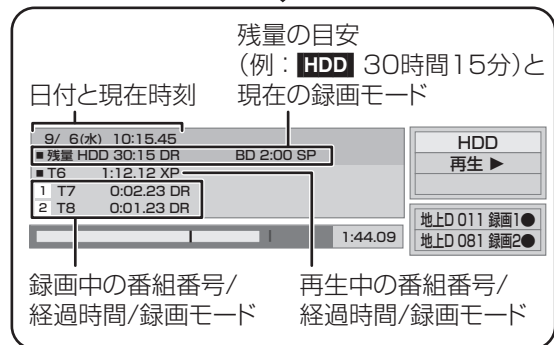 残量の目安
(例：HDD 30時間15分)と
現在の録画モード
日付と現在時刻
9/ 6(水) 10:15.45
■残量 HDD 30:15 DR BD 2:00 SP
■T6 1:12.12 XP
1 T7 0:02.23 DR
2 T8 0:01.23 DR
1:44.09
HDD
再生 ▶
地上D 011 録画1●
地上D 081 録画2●
録画中の番組番号/
経過時間/録画モード
再生中の番組番号/
経過時間/録画モード